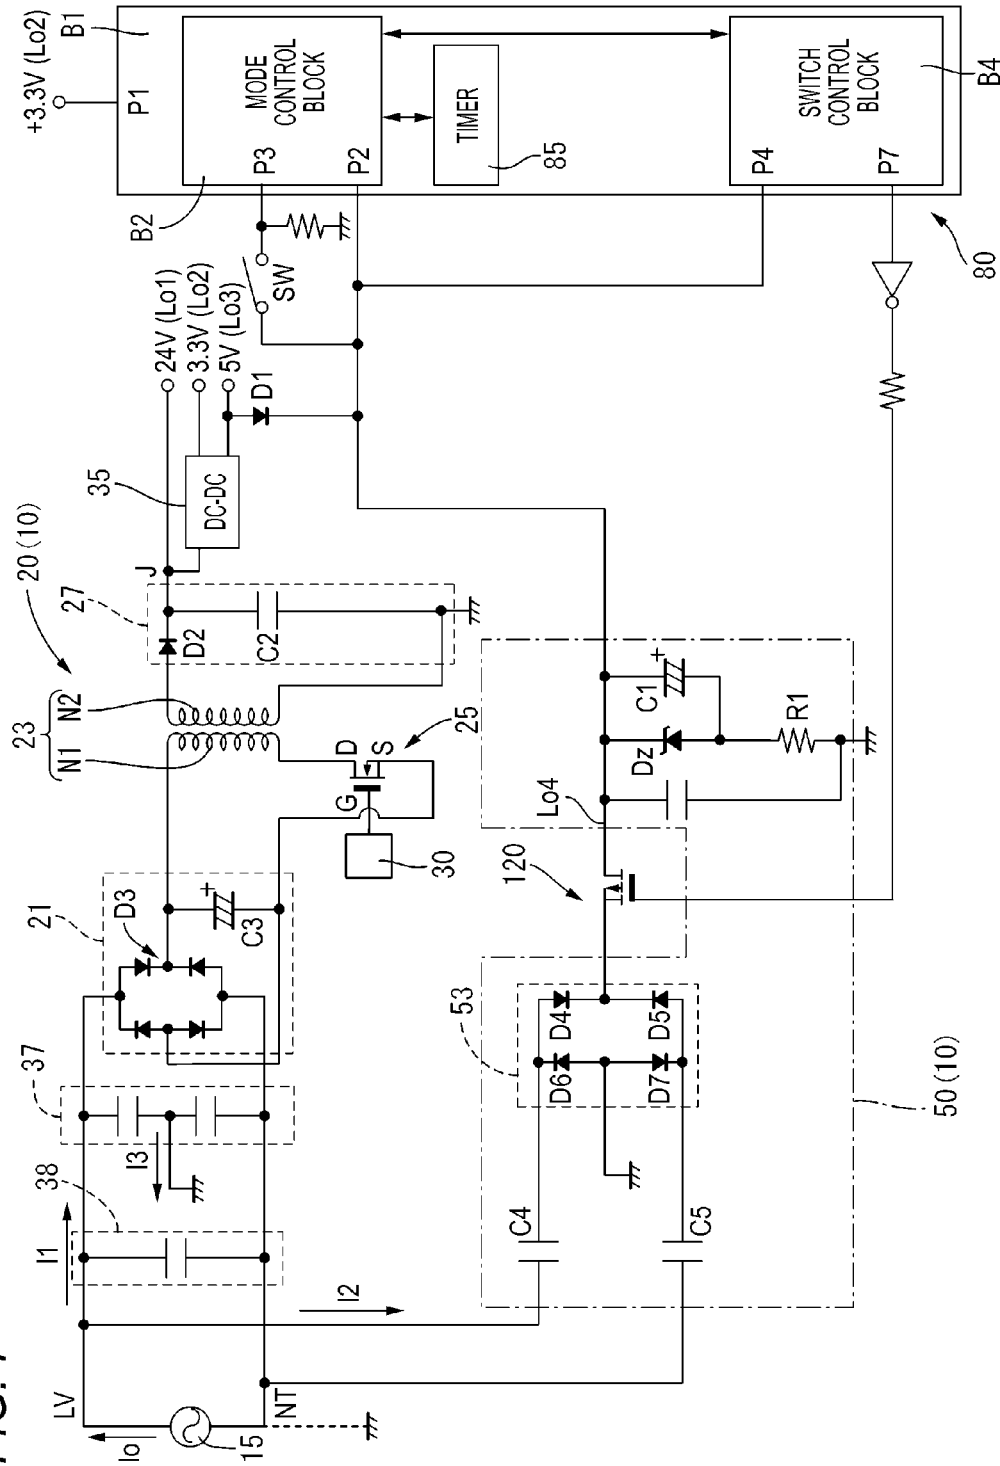 20 (10)
23
N1
N2
21
D3
37
38
I1
LV
15
NT
I3
I2
C3
G
D
S
25
30
27
D2
C2
J
35
DC-DC
24V (Lo1)
3.3V (Lo2)
5V (Lo3)
D1
SW
+3.3V (Lo2)
B1
P1
B2
MODE
CONTROL
BLOCK
P3
P2
TIMER
85
SWITCH
CONTROL
BLOCK
B4
P4
P7
80
Lo4
120
C1
+
Dz
R1
+
53
D4
D5
D6
D7
C4
C5
50 (10)